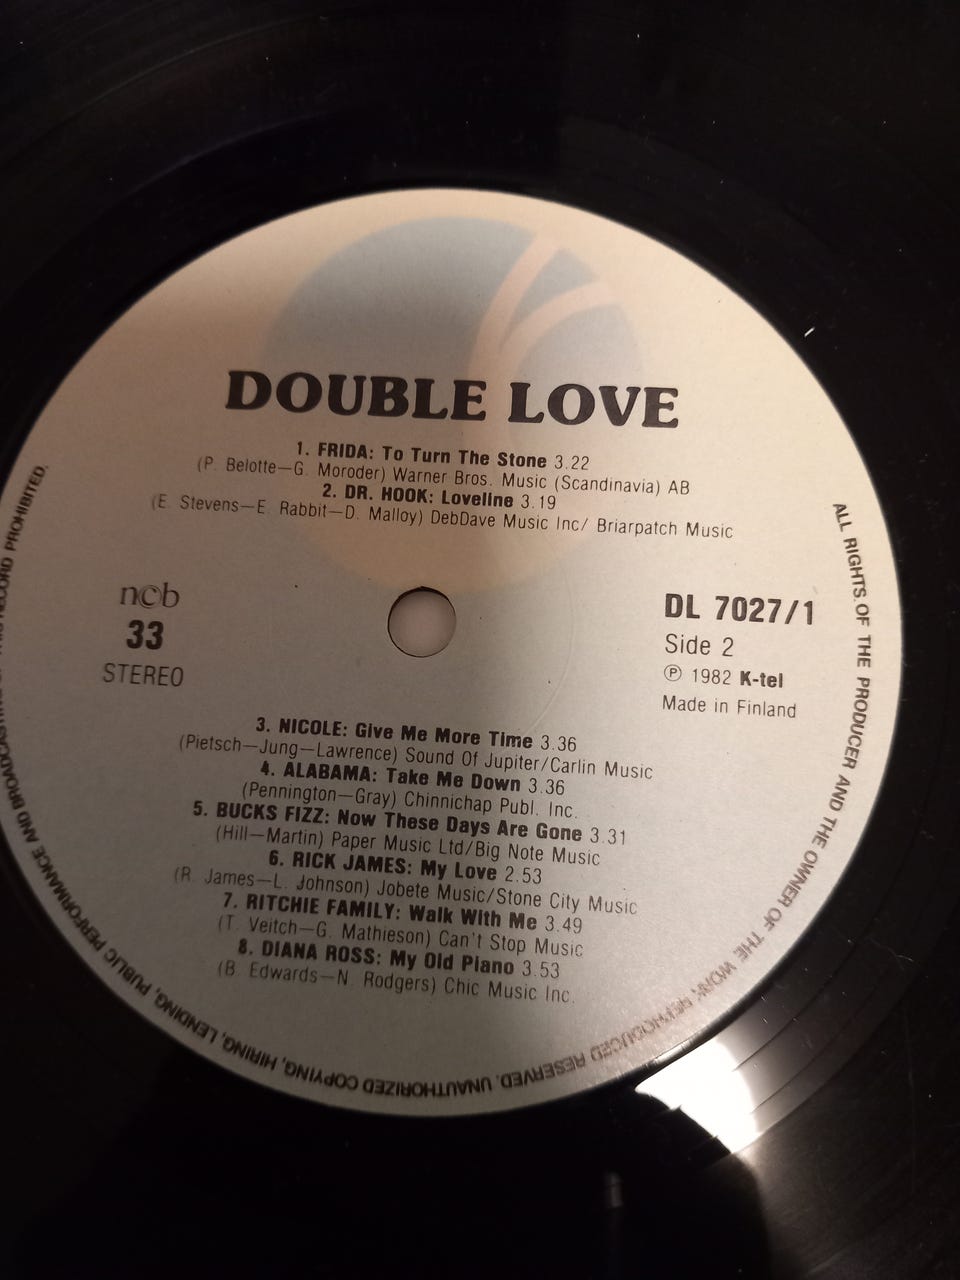 DOUBLE LOVE
1. FRIDA: To Turn The Stone 3.22
(P. Belotte–G. Moroder) Warner Bros. Music (Scandinavia) AB
2. DR. HOOK: Loveline 3.19
(E. Stevens–E. Rabbit–D. Malloy) DebDave Music Inc/ Briarpatch Music
ncb
33
STEREO
DL 7027/1
Side 2
℗ 1982 K-tel
Made in Finland
3. NICOLE: Give Me More Time 3.36
(Pietsch–Jung–Lawrence) Sound Of Jupiter/Carlin Music
4. ALABAMA: Take Me Down 3.36
(Pennington–Gray) Chinnichap Publ. Inc.
5. BUCKS FIZZ: Now These Days Are Gone 3.31
(Hill–Martin) Paper Music Ltd/Big Note Music
6. RICK JAMES: My Love 2.53
(R. James–L. Johnson) Jobete Music/Stone City Music
7. RITCHIE FAMILY: Walk With Me 3.49
(T. Veitch–G. Mathieson) Can't Stop Music
8. DIANA ROSS: My Old Piano 3.53
(B. Edwards–N. Rodgers) Chic Music Inc.
ALL RIGHTS OF THE PRODUCER AND THE OWNER OF THE WORK REPRODUCED RESERVED. UNAUTHORIZED COPYING, HIRING, LENDING, PUBLIC PERFORMANCE AND BROADCASTING RECORD PROHIBITED.